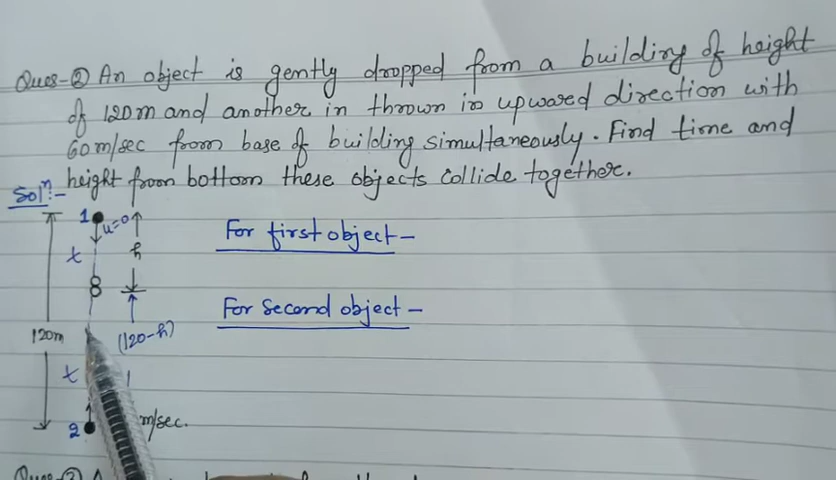 Ques-② An object is gently dropped from a building of height
of 120m and another in thrown in upward direction with
60 m/sec from base of building simultaneously. Find time and
height from bottom these objects collide together.
Solⁿ:-
1
u=0
t
h
For first object -
8
For second object -
120m
(120-h)
t
2
m/sec.